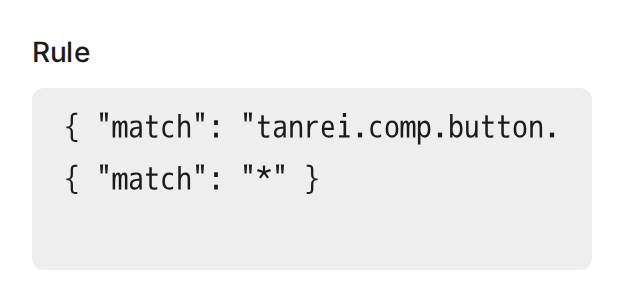 Rule
{ "match": "tanrei.comp.button.
{ "match": "*" }